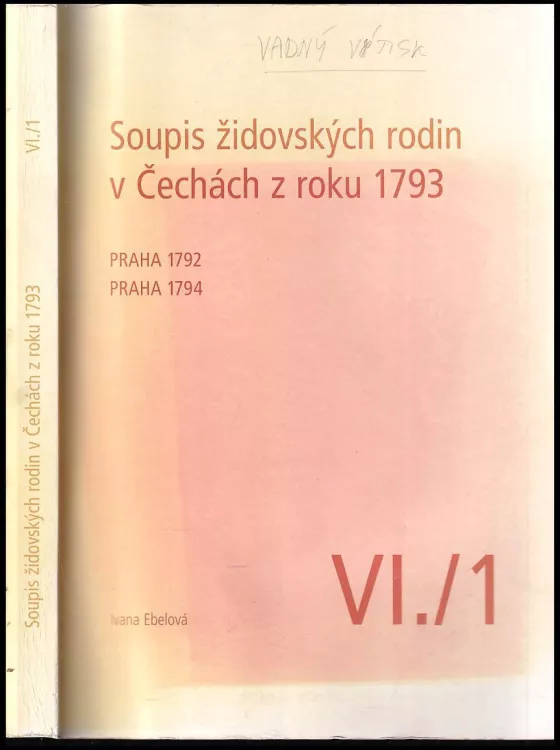 VADNÝ VÝTISK
Soupis židovských rodin
v Čechách z roku 1793
PRAHA 1792
PRAHA 1794
VI./1
Ivana Ebelová
Soupis židovských rodin v Čechách z roku 1793
VI./1